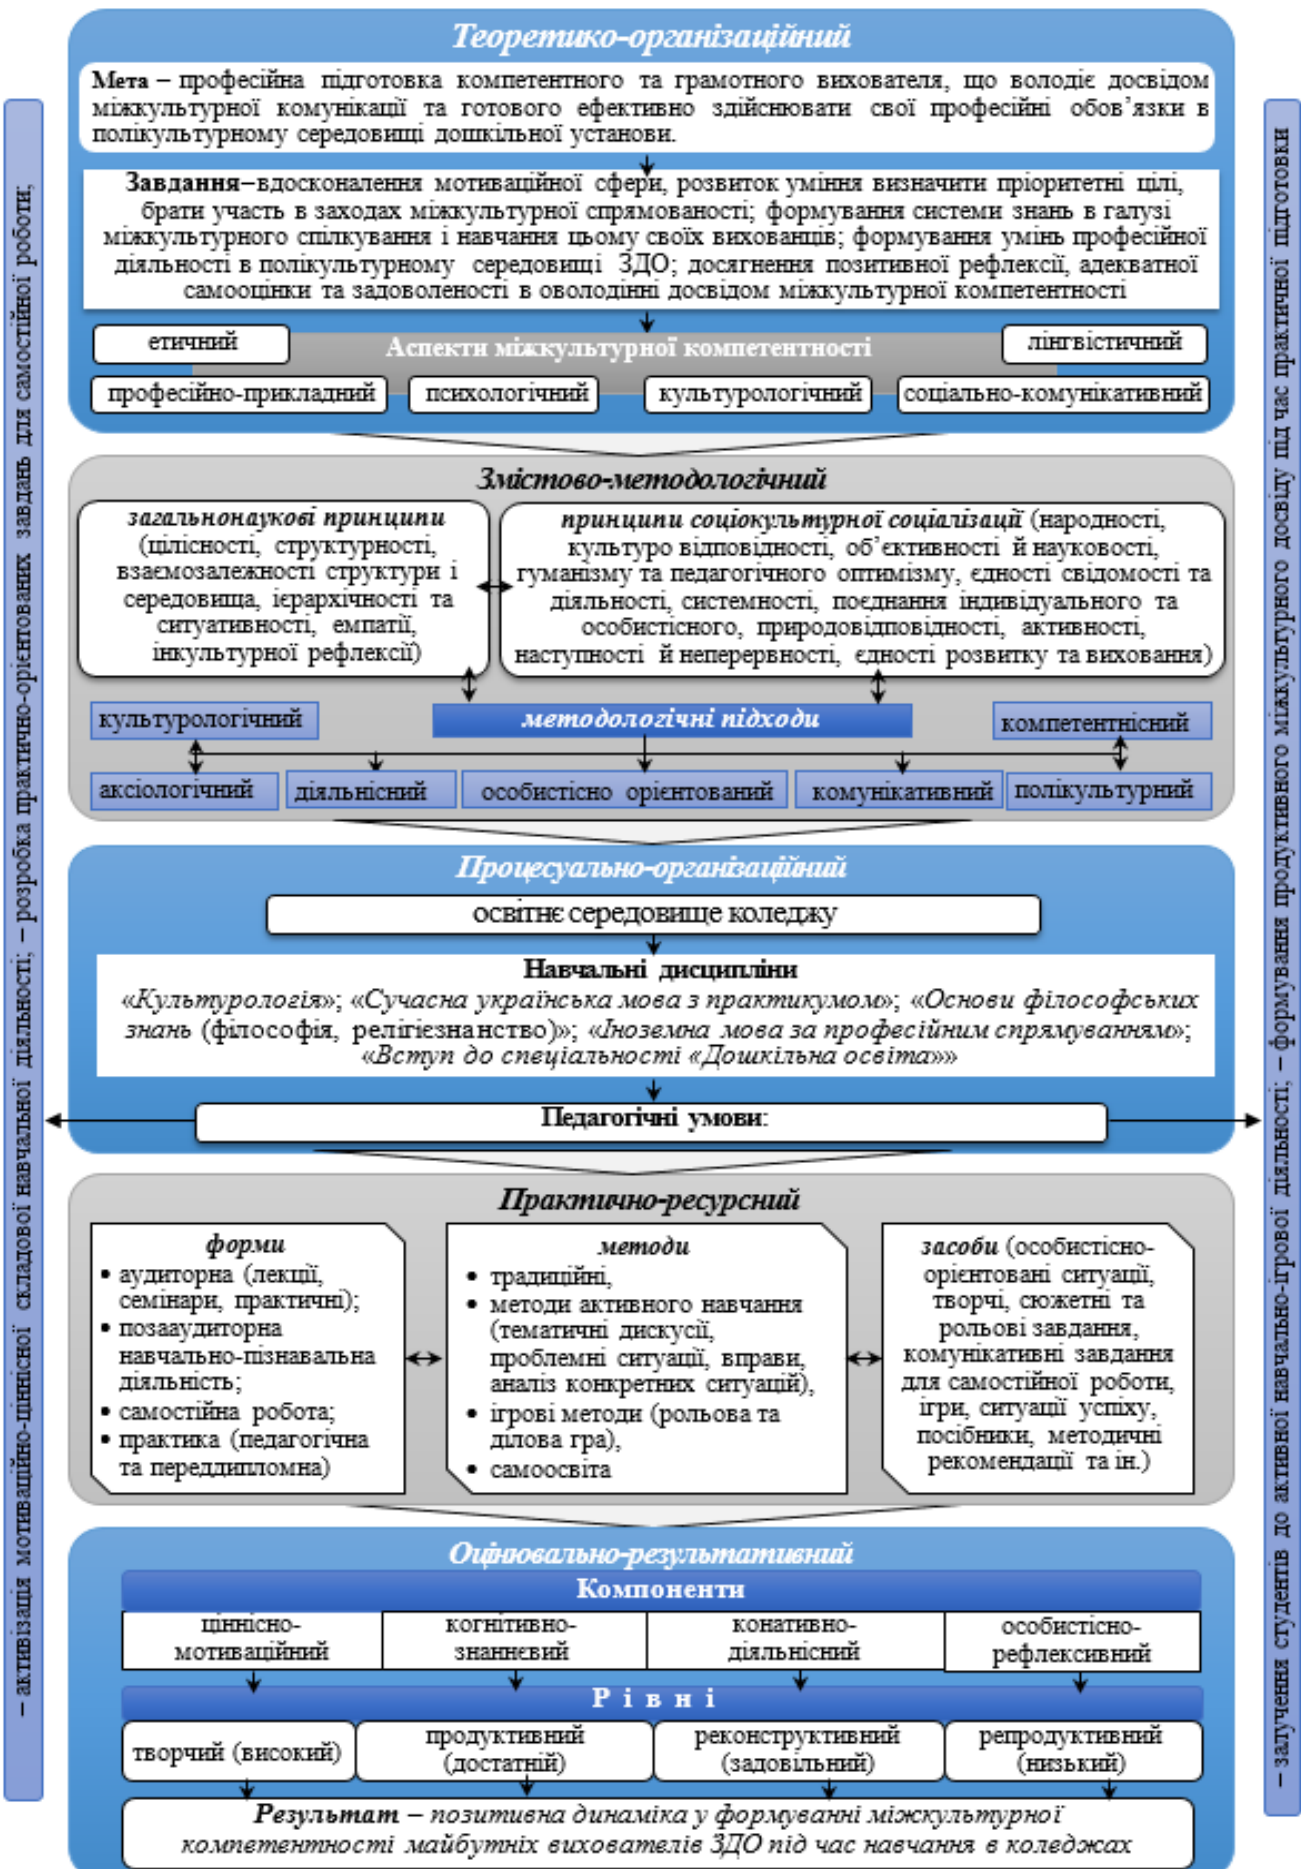 Теоретико-організаційний
Мета – професійна підготовка компетентного та грамотного вихователя, що володіє досвідом
міжкультурної комунікації та готового ефективно здійснювати свої професійні обов’язки в
полікультурному середовищі дошкільної установи.
Завдання–вдосконалення мотиваційної сфери, розвиток уміння визначити пріоритетні цілі,
брати участь в заходах міжкультурної спрямованості; формування системи знань в галузі
міжкультурного спілкування і навчання цьому своїх вихованців; формування умінь професійної
діяльності в полікультурному середовищі ЗДО; досягнення позитивної рефлексії, адекватної
самооцінки та задоволеності в оволодінні досвідом міжкультурної компетентності
етичний
Аспекти міжкультурної компетентності
лінгвістичний
професійно-прикладний
психологічний
культурологічний
соціально-комунікативний
Змістово-методологічний
загальнонаукові принципи
(цілісності, структурності,
взаємозалежності структури і
середовища, ієрархічності та
ситуативності, емпатії,
інкультурної рефлексії)
принципи соціокультурної соціалізації (народності,
культуро відповідності, об’єктивності й науковості,
гуманізму та педагогічного оптимізму, єдності свідомості та
діяльності, системності, поєднання індивідуального та
особистісного, природовідповідності, активності,
наступності й неперервності, єдності розвитку та виховання)
культурологічний
методологічні підходи
компетентнісний
аксіологічний
діяльнісний
особистісно орієнтований
комунікативний
полікультурний
Процесуально-організаційний
освітнє середовище коледжу
Навчальні дисципліни
«Культурологія»; «Сучасна українська мова з практикумом»; «Основи філософських
знань (філософія, релігієзнанство)»; «Іноземна мова за професійним спрямуванням»;
«Вступ до спеціальності «Дошкільна освіта»»
Педагогічні умови:
– активізація мотиваційно-ціннісної складової навчальної діяльності; – розробка практично-орієнтованих завдань для самостійної роботи;
– залучення студентів до активної навчально-ігрової діяльності; – формування продуктивного міжкультурного досвіду під час практичної підготовки
Практично-ресурсний
форми
• аудиторна (лекції,
семінари, практичні);
• позааудиторна
навчально-пізнавальна
діяльність;
• самостійна робота;
• практика (педагогічна
та переддипломна)
методи
• традиційні,
• методи активного навчання
(тематичні дискусії,
проблемні ситуації, вправи,
аналіз конкретних ситуацій),
• ігрові методи (рольова та
ділова гра),
• самоосвіта
засоби (особистісно-
орієнтовані ситуації,
творчі, сюжетні та
рольові завдання,
комунікативні завдання
для самостійної роботи,
ігри, ситуації успіху,
посібники, методичні
рекомендації та ін.)
Оцінювально-результативний
Компоненти
ціннісно-
мотиваційний
когнітивно-
знаннєвий
конативно-
діяльнісний
особистісно-
рефлексивний
Рівні
творчий (високий)
продуктивний
(достатній)
реконструктивний
(задовільний)
репродуктивний
(низький)
Результат – позитивна динаміка у формуванні міжкультурної
компетентності майбутніх вихователів ЗДО під час навчання в коледжах